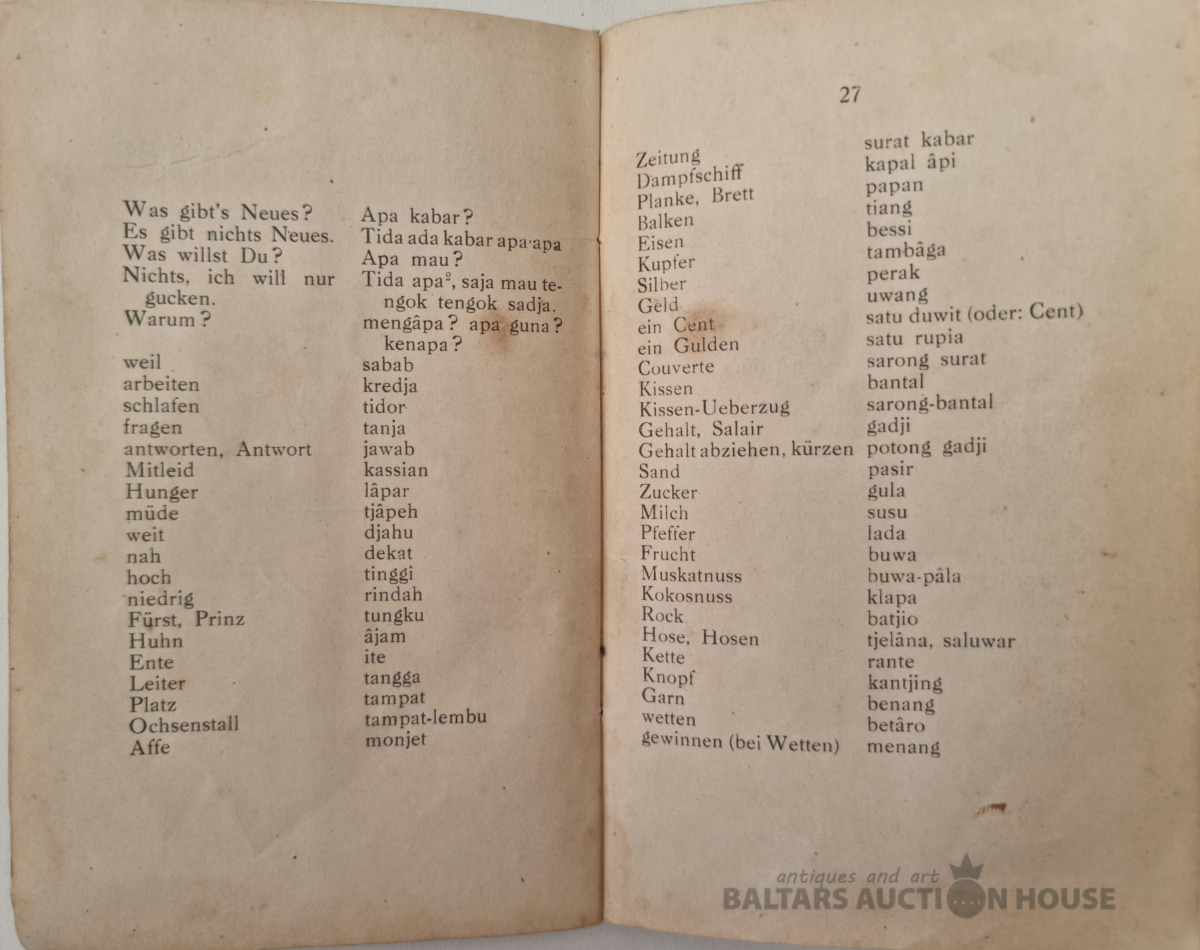 Was gibt's Neues? Apa kabar?
Es gibt nichts Neues. Tida ada kabar apa apa
Was willst Du? Apa mau?
Nichts, ich will nur Tida apa², saja mau te-
gucken. ngok tengok sadja.
Warum? mengâpa? apa guna?
kenapa?
weil sabab
arbeiten kredja
schlafen tidor
fragen tanja
antworten, Antwort jawab
Mitleid kassian
Hunger lâpar
müde tjâpeh
weit djahu
nah dekat
hoch tinggi
niedrig rindah
Fürst, Prinz tungku
Huhn âjam
Ente ite
Leiter tangga
Platz tampat
Ochsenstall tampat-lembu
Affe monjet
27
Zeitung surat kabar
Dampfschiff kapal âpi
Planke, Brett papan
Balken tiang
Eisen bessi
Kupfer tambâga
Silber perak
Geld uwang
ein Cent satu duwit (oder: Cent)
ein Gulden satu rupia
Couverte sarong surat
Kissen bantal
Kissen-Ueberzug sarong-bantal
Gehalt, Salair gadji
Gehalt abziehen, kürzen potong gadji
Sand pasir
Zucker gula
Milch susu
Pfeffer lada
Frucht buwa
Muskatnuss buwa-pâla
Kokosnuss klapa
Rock batjio
Hose, Hosen tjelâna, saluwar
Kette rante
Knopf kantjing
Garn benang
wetten betâro
gewinnen (bei Wetten) menang
antiques and art
BALTARS AUCTION HOUSE